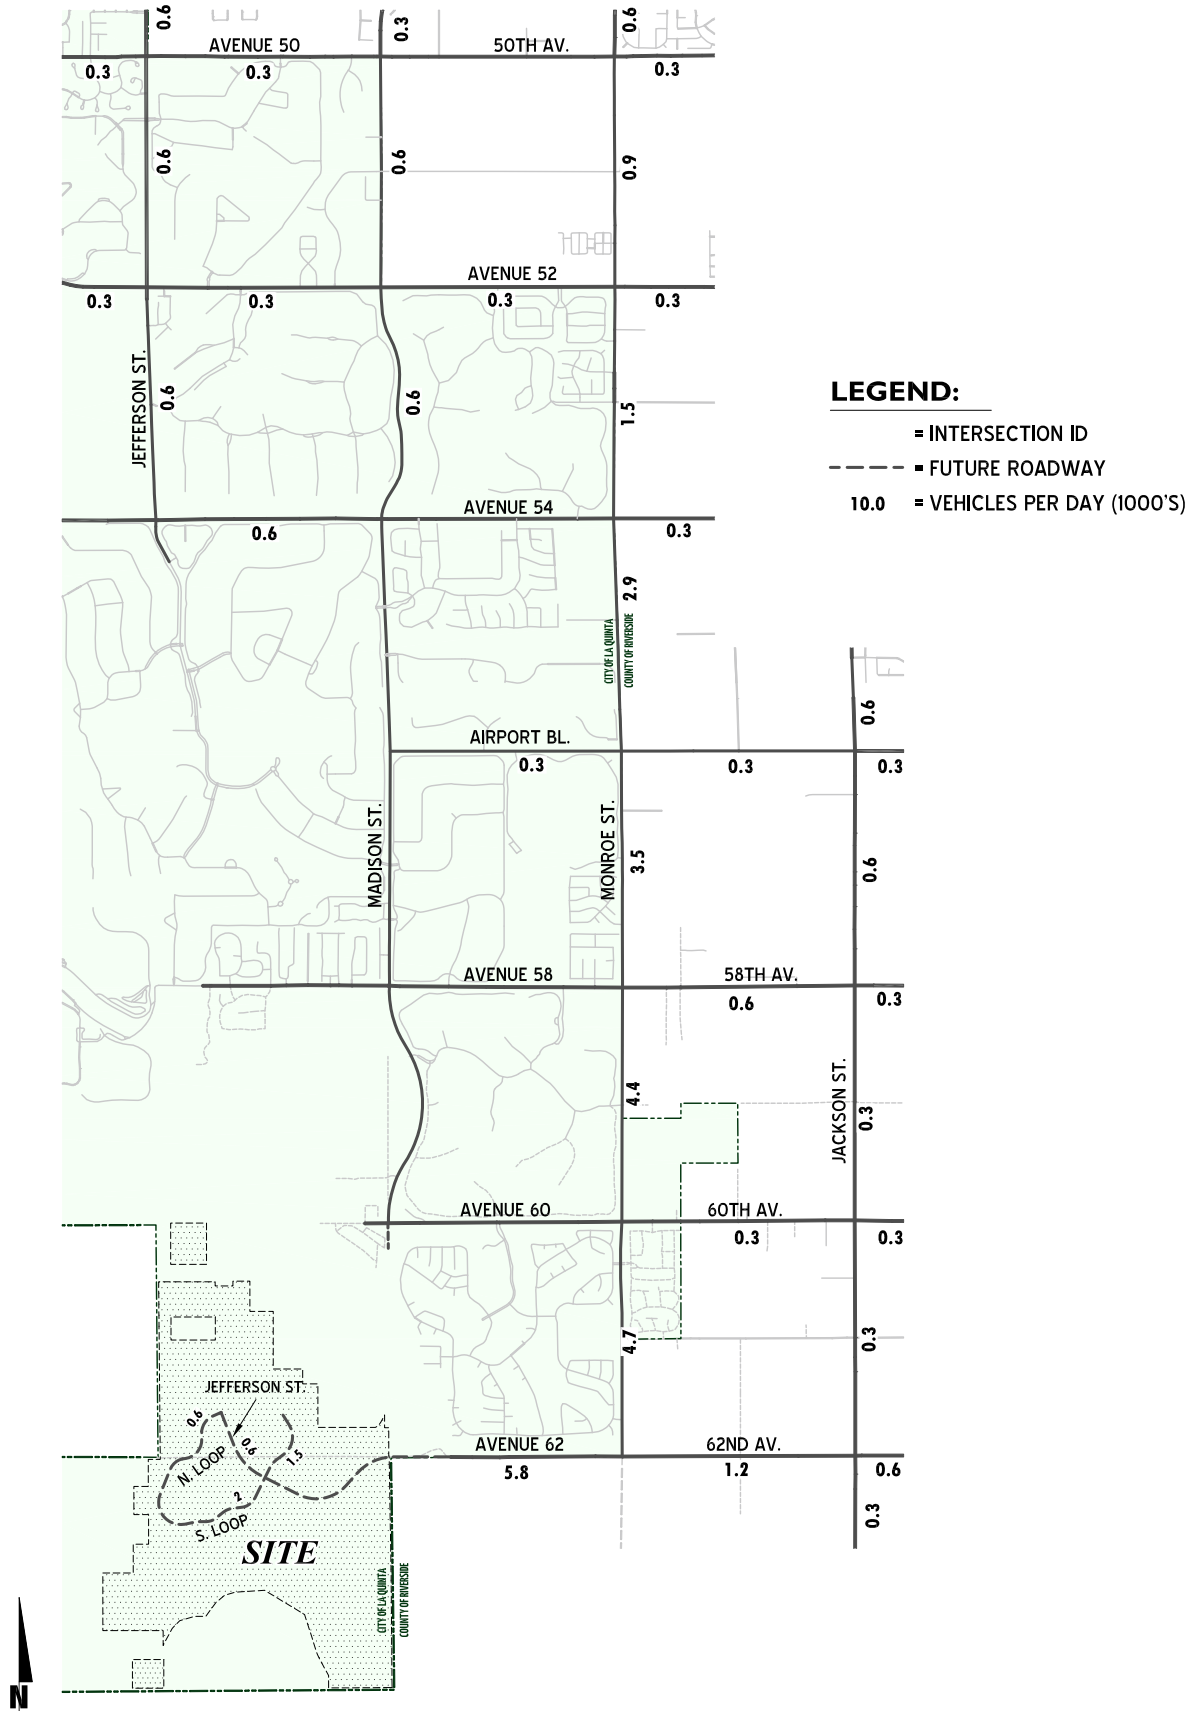 0.6
0.3
0.6
AVENUE 50
50TH AV.
0.3
0.3
0.3
0.6
0.6
0.9
AVENUE 52
0.3
0.3
0.3
0.3
JEFFERSON ST.
0.6
0.6
1.5
LEGEND:
= INTERSECTION ID
= FUTURE ROADWAY
10.0 = VEHICLES PER DAY (1000'S)
AVENUE 54
0.6
0.3
2.9
CITY OF LA QUINTA
COUNTY OF RIVERSIDE
0.6
AIRPORT BL.
0.3
0.3
0.3
MADISON ST.
MONROE ST.
3.5
0.6
AVENUE 58
58TH AV.
0.6
0.3
4.4
JACKSON ST.
0.3
AVENUE 60
60TH AV.
0.3
0.3
4.7
0.3
JEFFERSON ST.
0.6
0.6
1.5
N. LOOP
2
S. LOOP
AVENUE 62
62ND AV.
5.8
1.2
0.6
0.3
SITE
CITY OF LA QUINTA
COUNTY OF RIVERSIDE
N